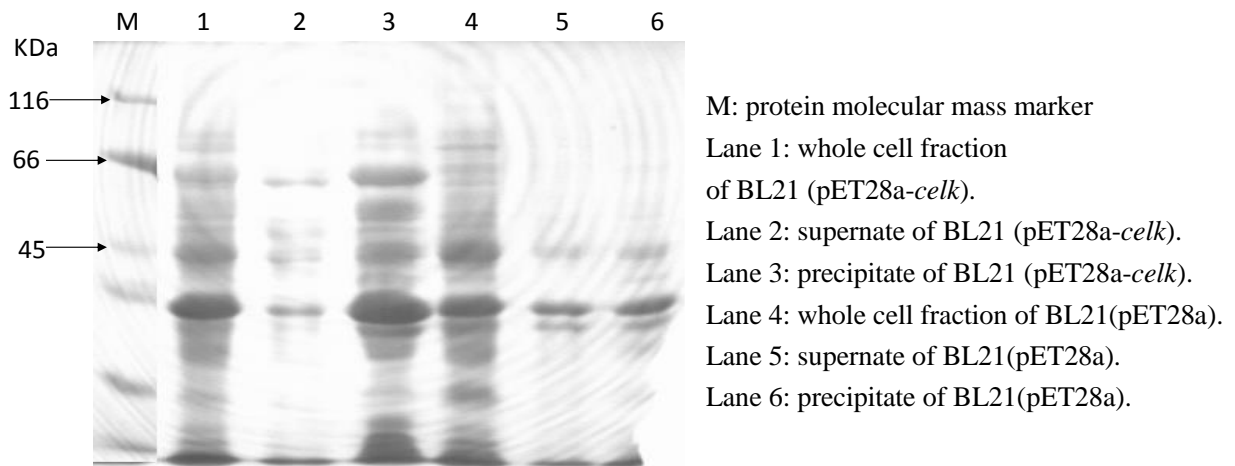 M 1 2 3 4 5 6
KDa
116
66
45
M: protein molecular mass marker
Lane 1: whole cell fraction
of BL21 (pET28a-celk).
Lane 2: supernate of BL21 (pET28a-celk).
Lane 3: precipitate of BL21 (pET28a-celk).
Lane 4: whole cell fraction of BL21(pET28a).
Lane 5: supernate of BL21(pET28a).
Lane 6: precipitate of BL21(pET28a).